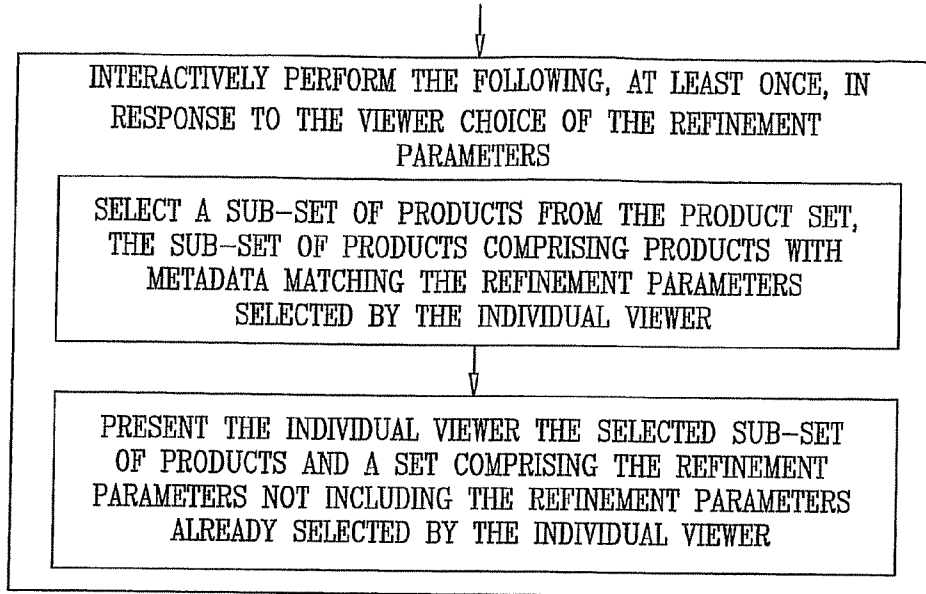 INTERACTIVELY PERFORM THE FOLLOWING, AT LEAST ONCE, IN
RESPONSE TO THE VIEWER CHOICE OF THE REFINEMENT
PARAMETERS
SELECT A SUB-SET OF PRODUCTS FROM THE PRODUCT SET,
THE SUB-SET OF PRODUCTS COMPRISING PRODUCTS WITH
METADATA MATCHING THE REFINEMENT PARAMETERS
SELECTED BY THE INDIVIDUAL VIEWER
PRESENT THE INDIVIDUAL VIEWER THE SELECTED SUB-SET
OF PRODUCTS AND A SET COMPRISING THE REFINEMENT
PARAMETERS NOT INCLUDING THE REFINEMENT PARAMETERS
ALREADY SELECTED BY THE INDIVIDUAL VIEWER